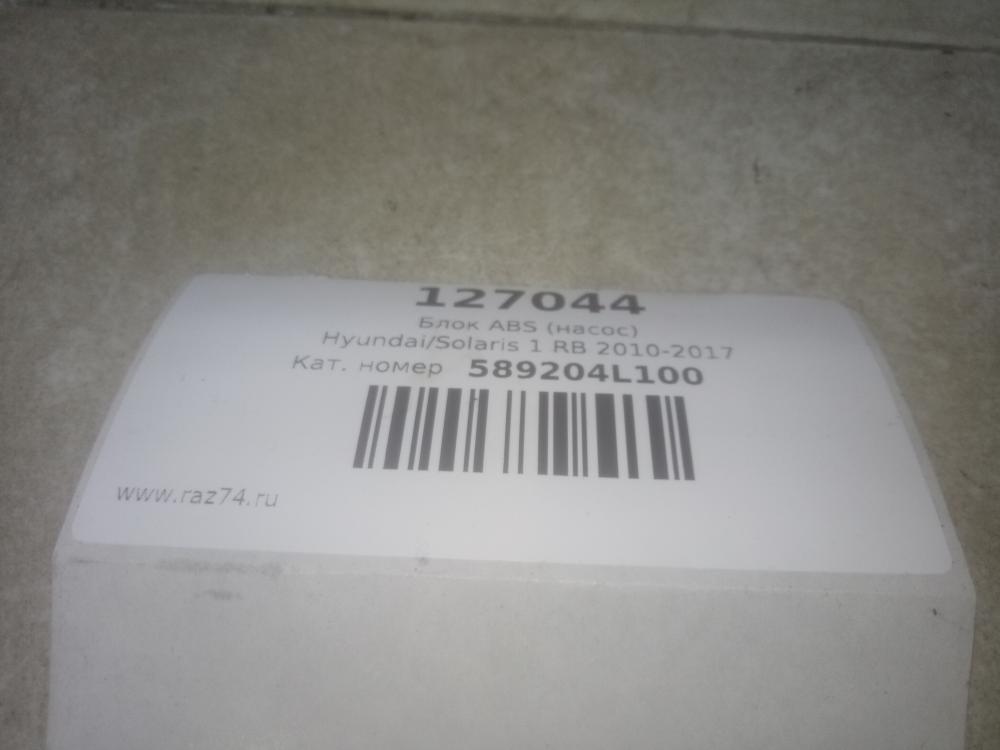 127044
Блок ABS (насос)
Hyundai/Solaris 1 RB 2010-2017
Кат. номер 589204L100
www.raz74.ru